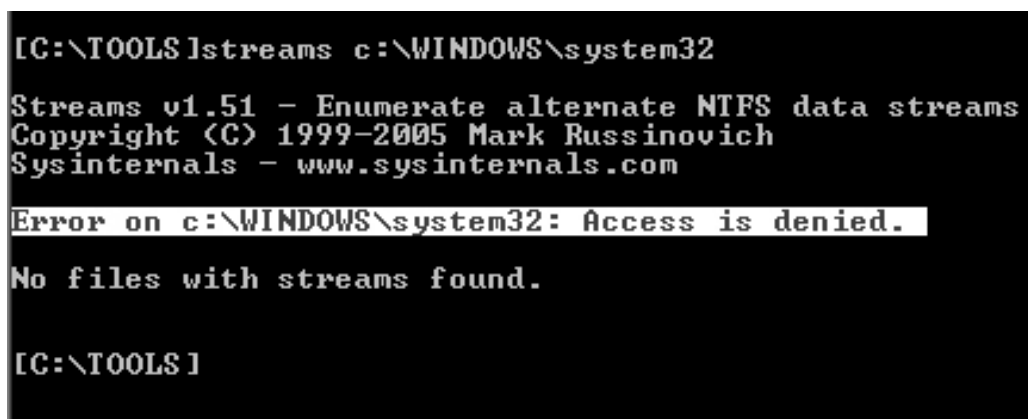 [C:\TOOLS]streams c:\WINDOWS\system32
Streams v1.51 - Enumerate alternate NTFS data streams
Copyright (C) 1999-2005 Mark Russinovich
Sysinternals - www.sysinternals.com
Error on c:\WINDOWS\system32: Access is denied.
No files with streams found.
[C:\TOOLS]